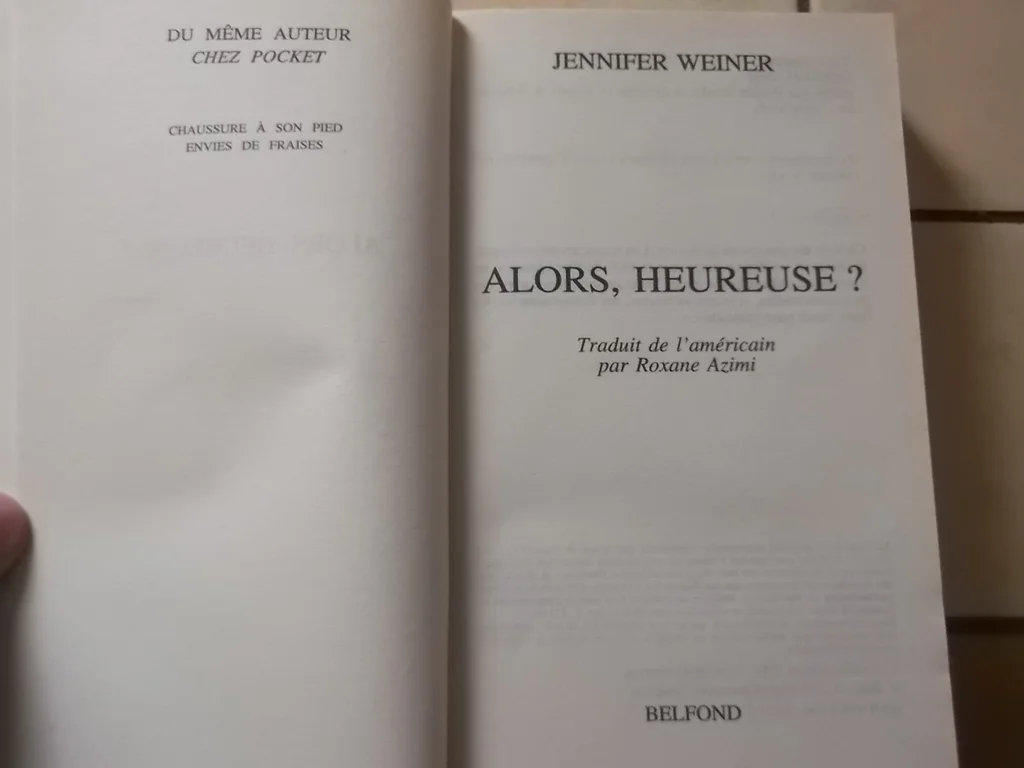 DU MÊME AUTEUR
CHEZ POCKET
CHAUSSURE À SON PIED
ENVIES DE FRAISES
JENNIFER WEINER
ALORS, HEUREUSE ?
Traduit de l'américain
par Roxane Azimi
BELFOND